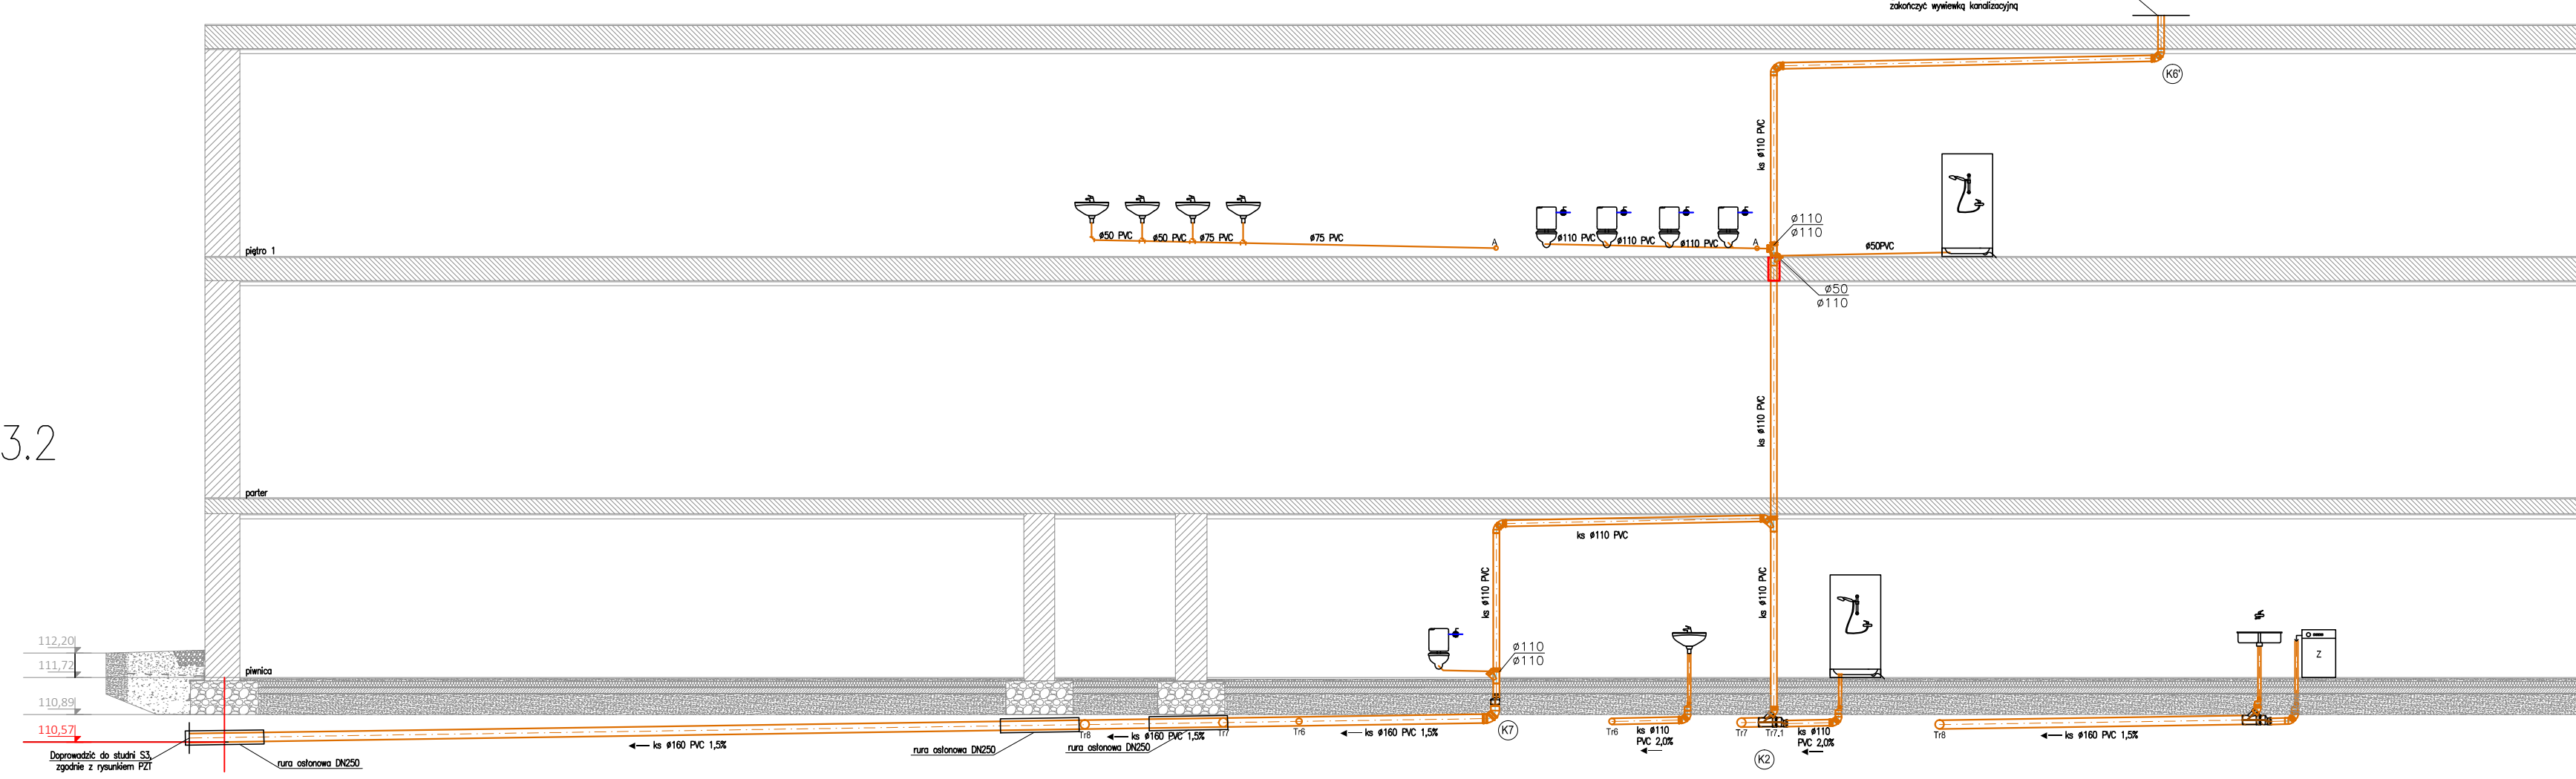 zakończyć wywiewką kanalizacyjną
K6'
ks ø110 PVC
ø50 PVC
ø50 PVC
ø75 PVC
ø75 PVC
A
ø110 PVC
ø110 PVC
ø110 PVC
A
ø110
ø110
ø50PVC
piętro 1
ø50
ø110
ks ø110 PVC
3.2
parter
ks ø110 PVC
ks ø110 PVC
ks ø110 PVC
112,20
111,72
piwnica
110,89
110,57
ø110
ø110
Z
K7
Tr8
ks ø160 PVC 1,5%
Tr7
Tr6
ks ø160 PVC 1,5%
Tr6
ks ø110
PVC 2,0%
Tr7
Tr7.1
ks ø110
PVC 2,0%
Tr8
ks ø160 PVC 1,5%
ks ø160 PVC 1,5%
rura osłonowa DN250
rura osłonowa DN250
Doprowadzić do studni S3,
zgodnie z rysunkiem PZT
rura osłonowa DN250
K2